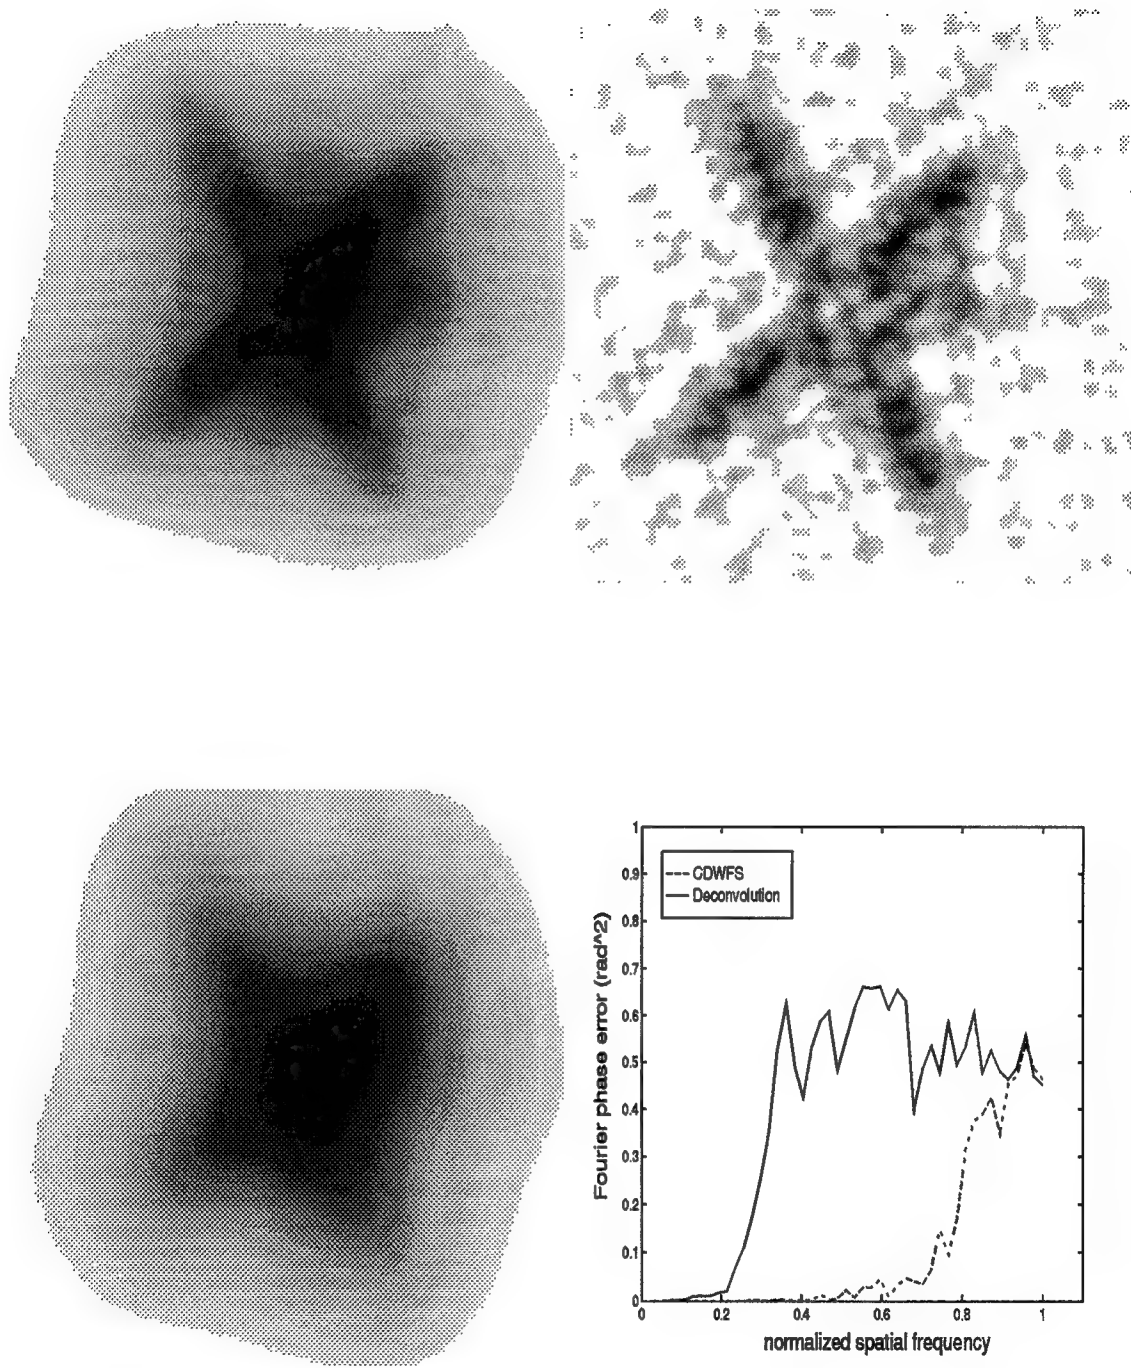 1
0.9
CDWFS
Deconvolution
0.8
0.7
0.6
0.5
0.4
0.3
0.2
0.1
0
Fourier phase error (rad^2)
0 0.2 0.4 0.6 0.8 1
normalized spatial frequency